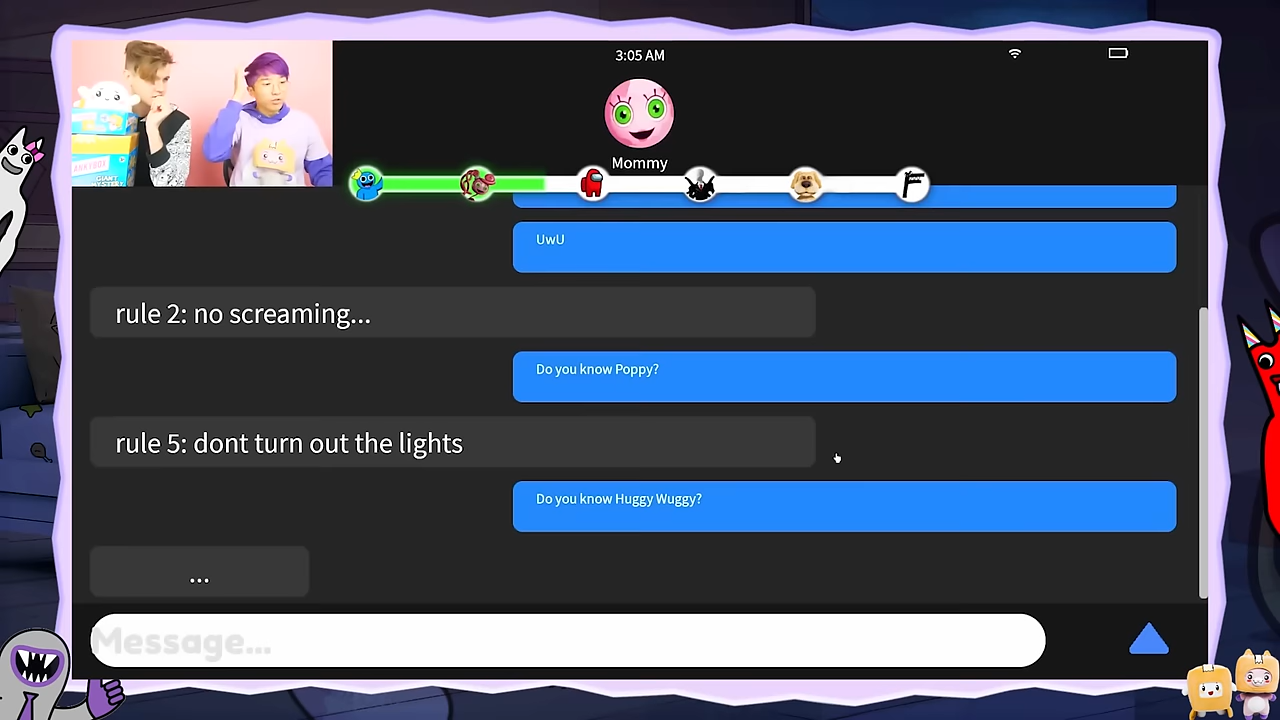 3:05 AM
Mommy
UwU
rule 2: no screaming...
Do you know Poppy?
rule 5: dont turn out the lights
Do you know Huggy Wuggy?
...
Message...